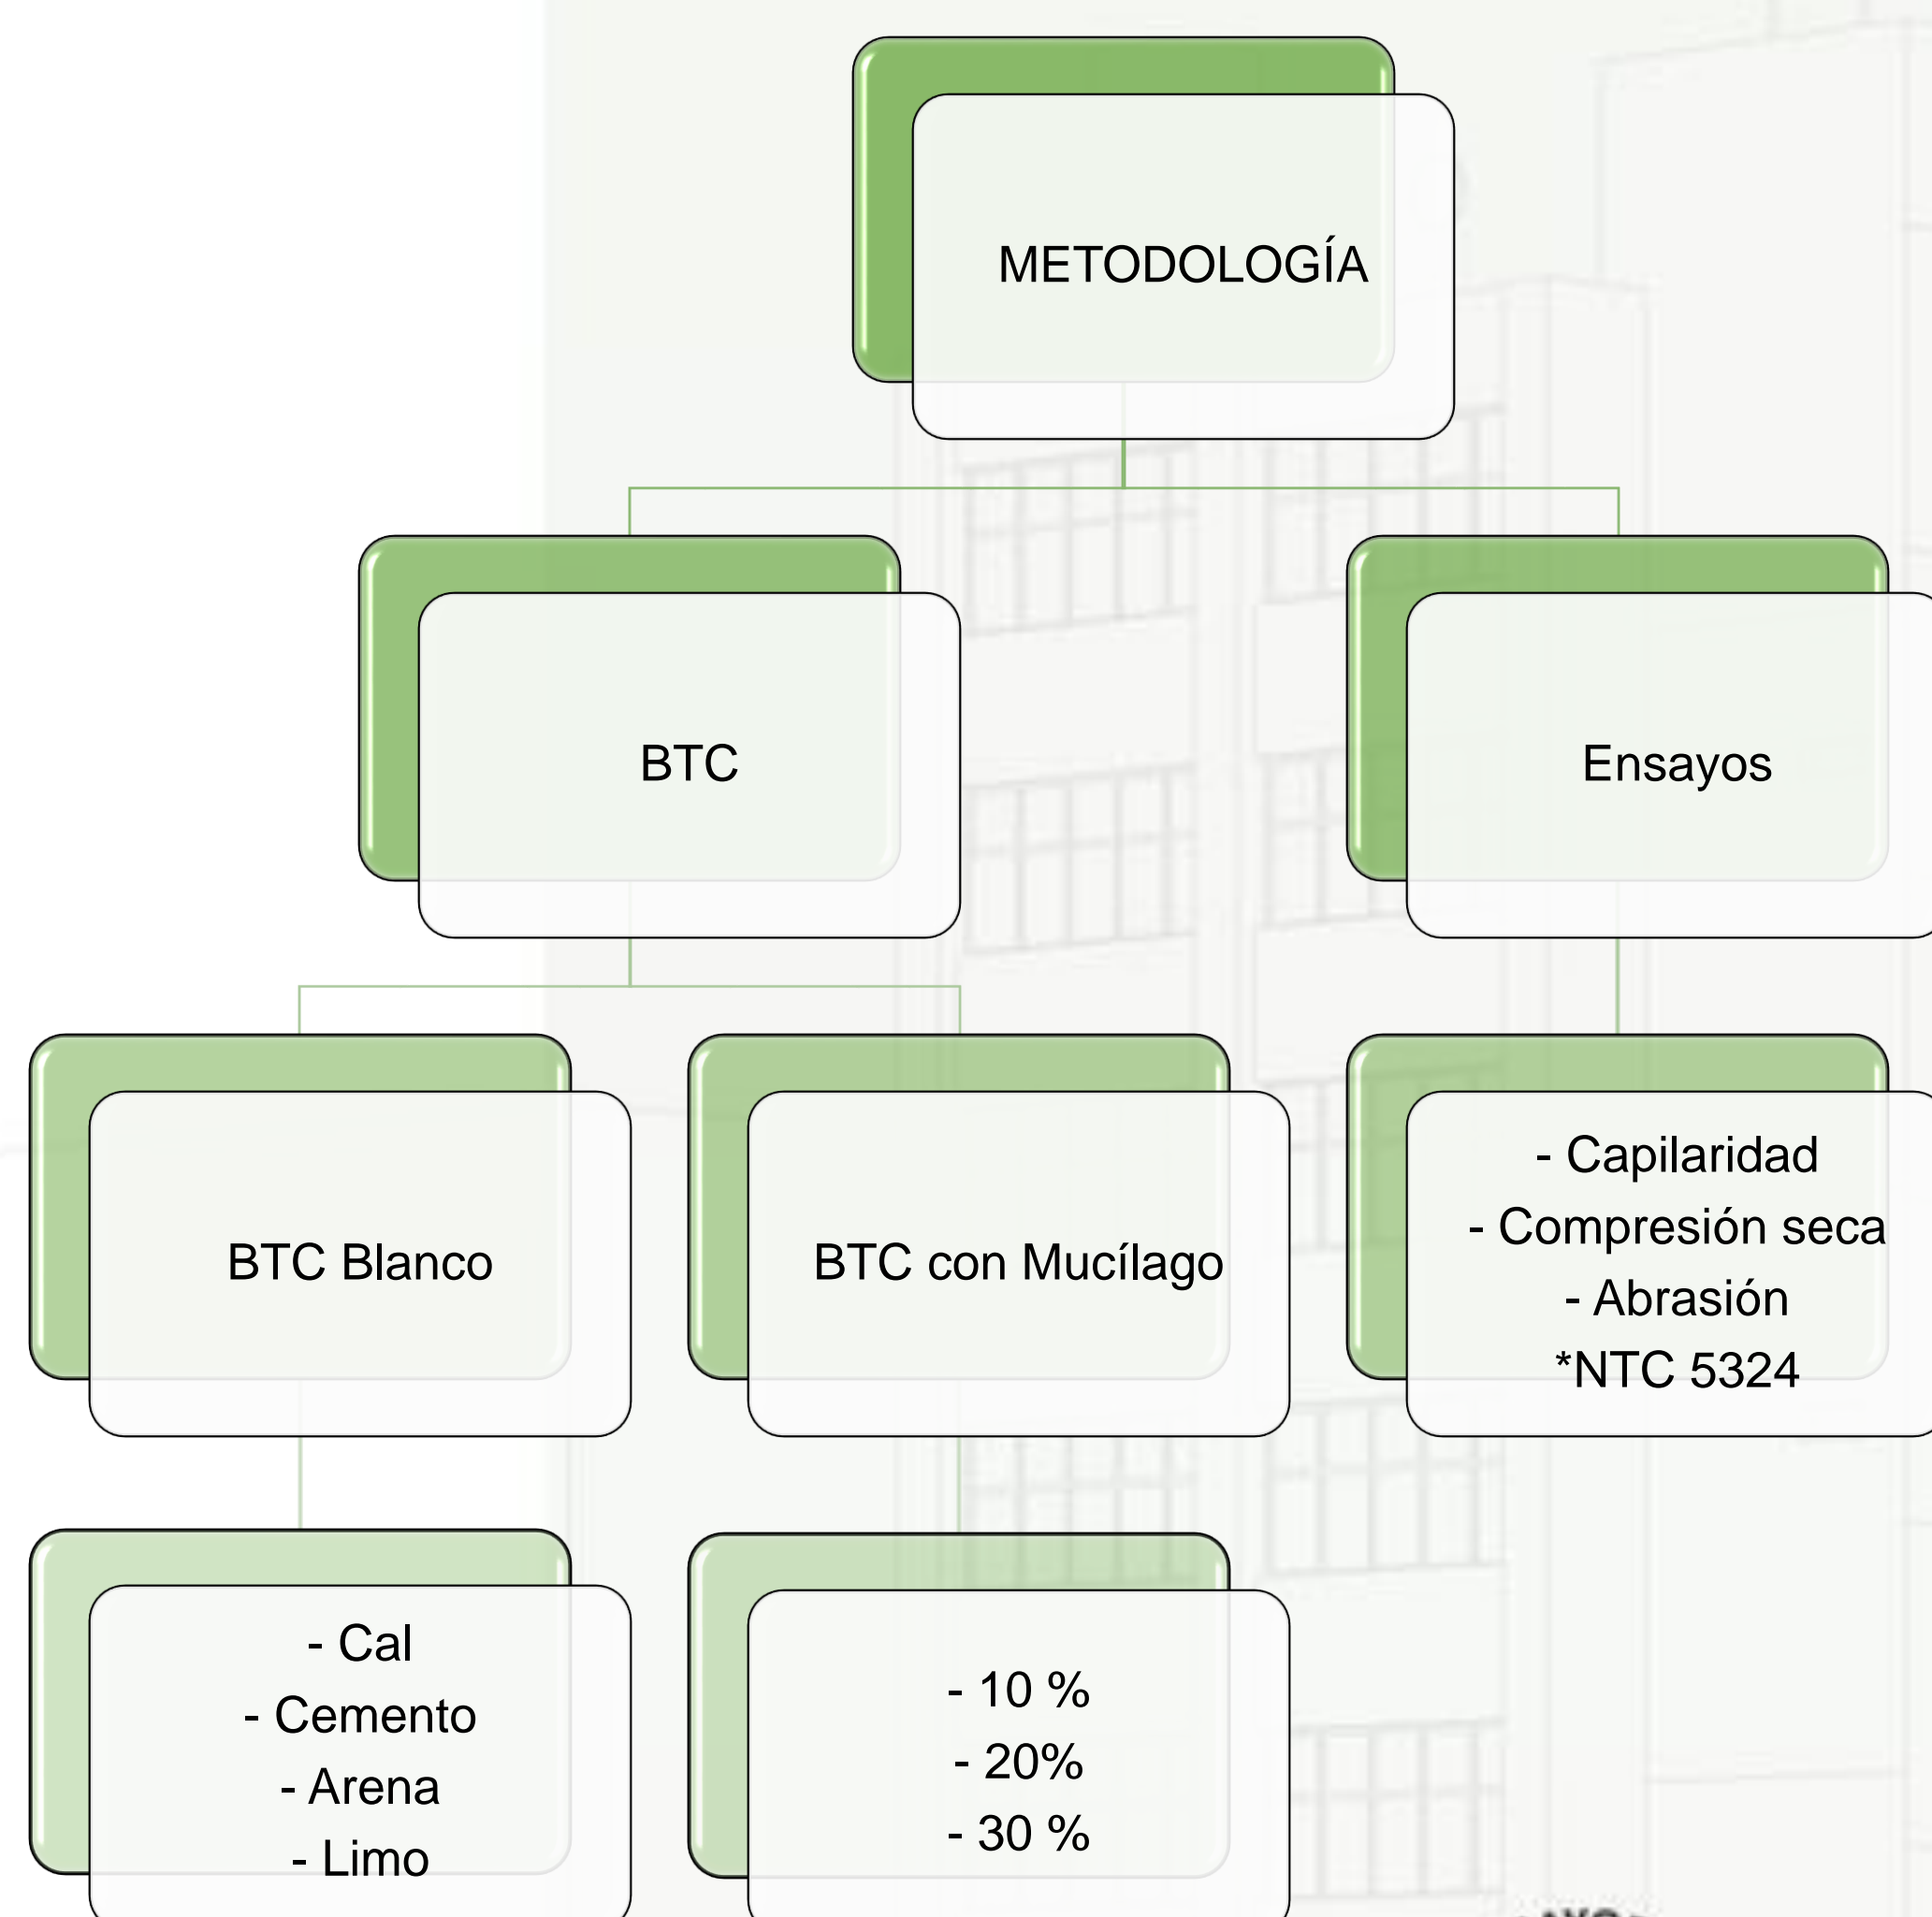 METODOLOGÍA
BTC
Ensayos
BTC Blanco
BTC con Mucílago
- Capilaridad
- Compresión seca
- Abrasión
*NTC 5324
- Cal
- Cemento
- Arena
- Limo
- 10 %
- 20%
- 30 %